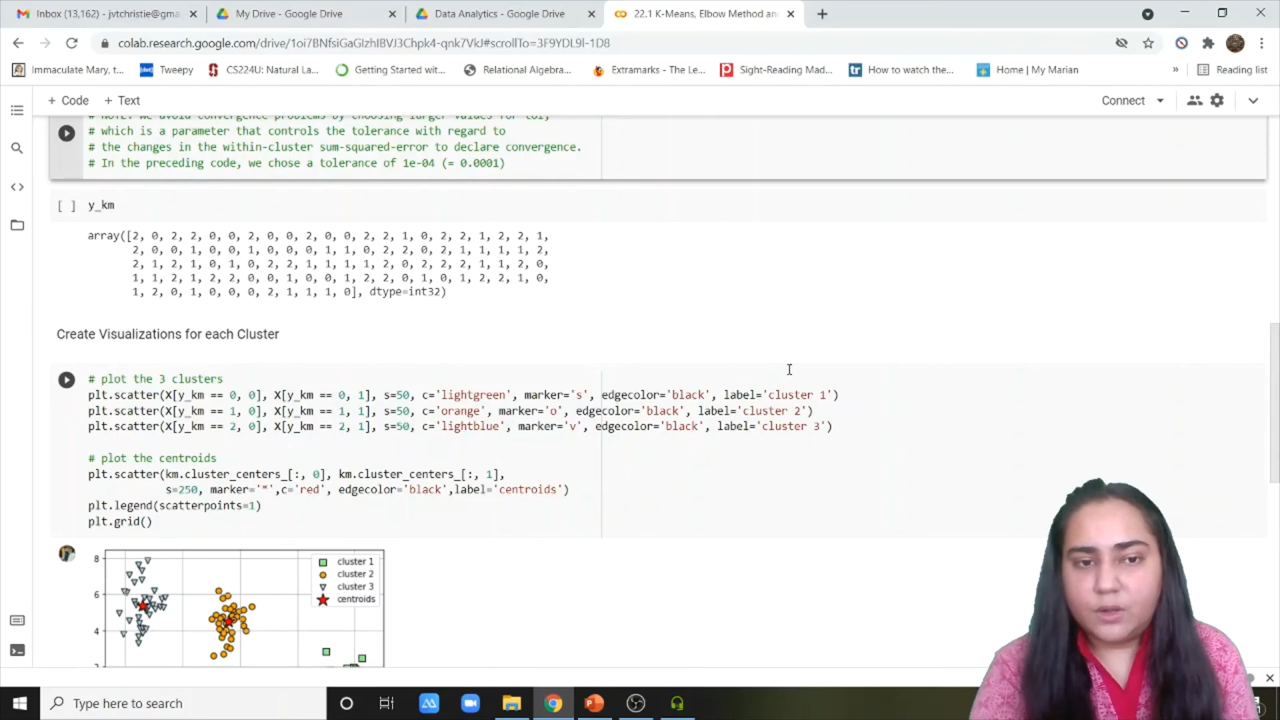 Inbox (13,162) - jvtchristie@gma
My Drive - Google Drive
Data Analytics - Google Drive
22.1 K-Means, Elbow Method and
colab.research.google.com/drive/1oi7BNfsiGaGlzhIBVJ3Chpk4-qnk7VkJ#scrollTo=3F9YDL9I-1D8
Immaculate Mary, t...
Tweepy
CS224U: Natural La...
Getting Started wit...
Relational Algebra...
Extramarks - The Le...
Sight-Reading Mad...
How to watch the...
Home | My Marian
»
Reading list
+ Code + Text
Connect
# NOTE: we avoid convergence problems by choosing larger values for tol,
# which is a parameter that controls the tolerance with regard to
# the changes in the within-cluster sum-squared-error to declare convergence.
# In the preceding code, we chose a tolerance of 1e-04 (= 0.0001)
[ ] y_km
array([2, 0, 2, 2, 0, 0, 2, 0, 0, 2, 0, 0, 2, 2, 1, 0, 2, 2, 1, 2, 2, 1,
2, 0, 0, 1, 0, 0, 1, 0, 0, 0, 1, 1, 0, 2, 2, 0, 2, 1, 1, 1, 1, 2,
2, 1, 2, 1, 0, 1, 0, 2, 2, 1, 1, 1, 1, 2, 0, 2, 2, 2, 1, 1, 2, 0,
1, 1, 2, 1, 2, 2, 0, 0, 1, 0, 0, 1, 2, 2, 0, 1, 0, 1, 2, 2, 1, 0,
1, 2, 0, 1, 0, 0, 0, 2, 1, 1, 1, 0], dtype=int32)
Create Visualizations for each Cluster
# plot the 3 clusters
plt.scatter(X[y_km == 0, 0], X[y_km == 0, 1], s=50, c='lightgreen', marker='s', edgecolor='black', label='cluster 1')
plt.scatter(X[y_km == 1, 0], X[y_km == 1, 1], s=50, c='orange', marker='o', edgecolor='black', label='cluster 2')
plt.scatter(X[y_km == 2, 0], X[y_km == 2, 1], s=50, c='lightblue', marker='v', edgecolor='black', label='cluster 3')
# plot the centroids
plt.scatter(km.cluster_centers_[:, 0], km.cluster_centers_[:, 1],
s=250, marker='*',c='red', edgecolor='black',label='centroids')
plt.legend(scatterpoints=1)
plt.grid()
8
6
4
2
cluster 1
cluster 2
cluster 3
centroids
Type here to search